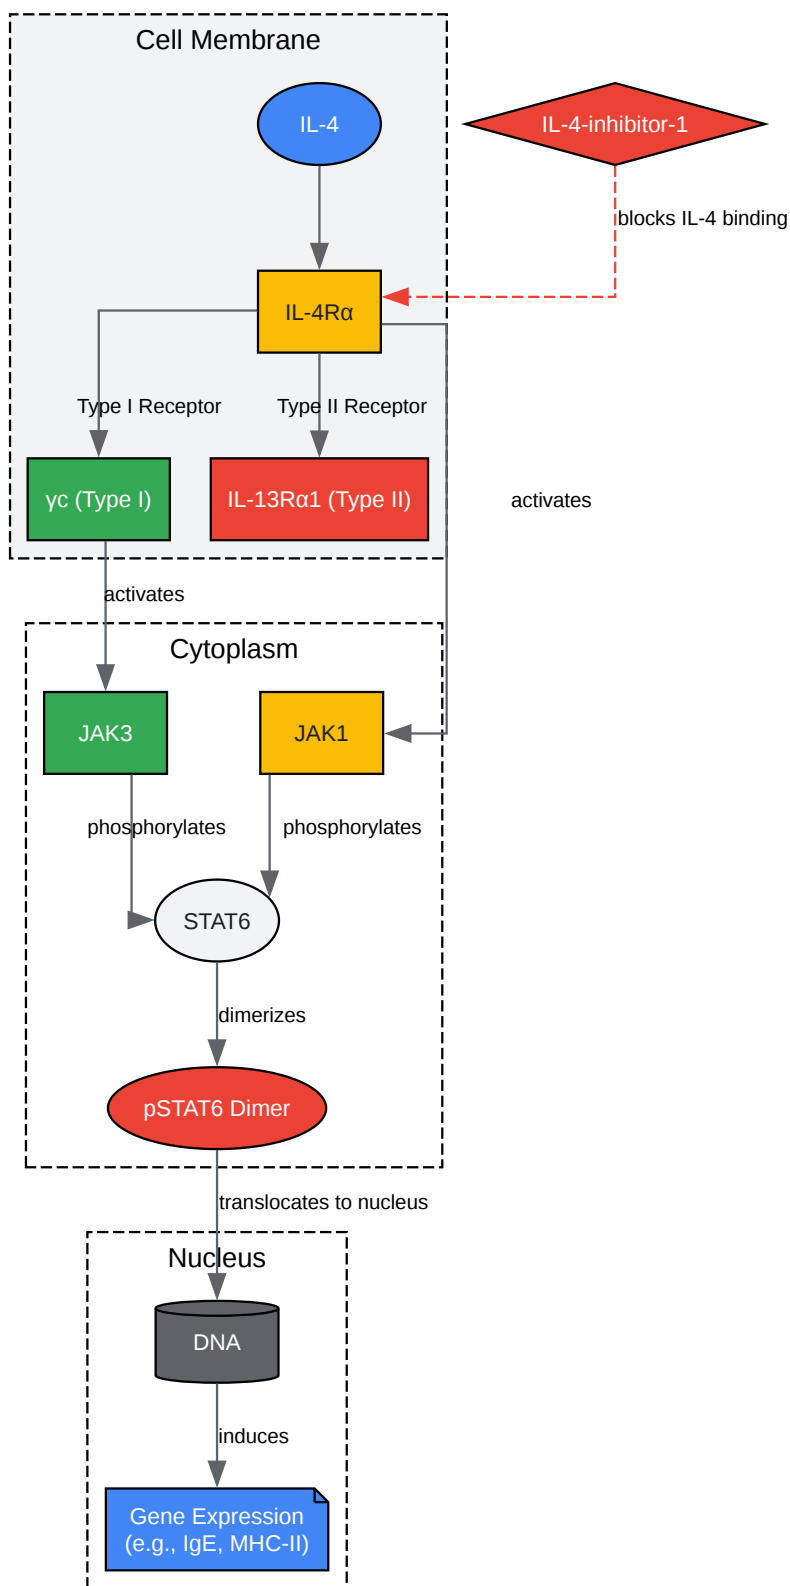 Cell Membrane
IL-4
IL-4-inhibitor-1
blocks IL-4 binding
IL-4Rα
Type I Receptor
Type II Receptor
γc (Type I)
IL-13Rα1 (Type II)
activates
activates
Cytoplasm
JAK3
JAK1
phosphorylates
phosphorylates
STAT6
dimerizes
pSTAT6 Dimer
translocates to nucleus
Nucleus
DNA
induces
Gene Expression
(e.g., IgE, MHC-II)